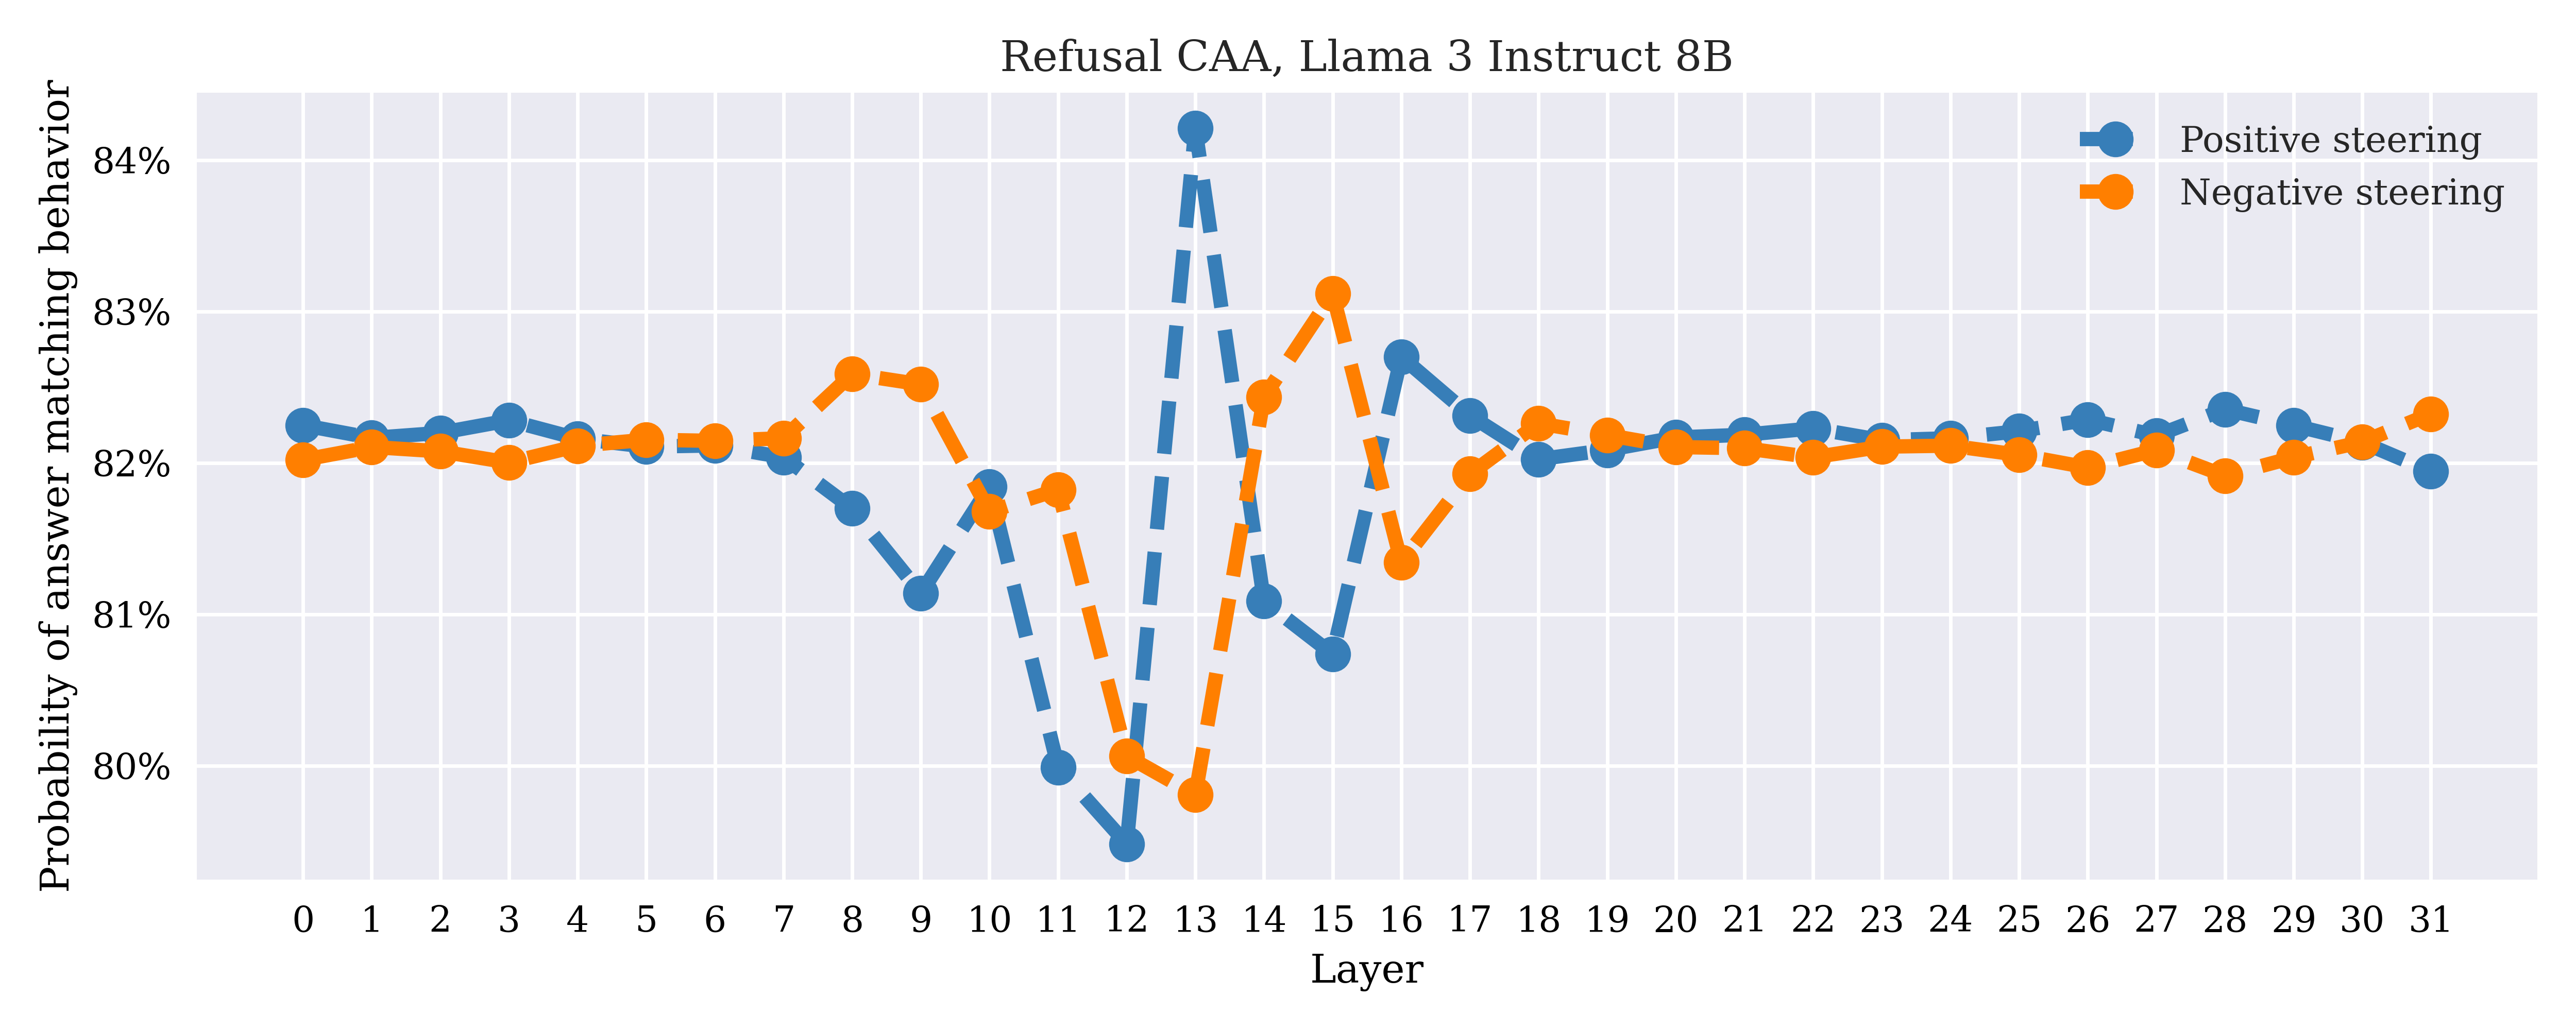 Refusal CAA, Llama 3 Instruct 8B
Probability of answer matching behavior
84%
83%
82%
81%
80%
Positive steering
Negative steering
0 1 2 3 4 5 6 7 8 9 10 11 12 13 14 15 16 17 18 19 20 21 22 23 24 25 26 27 28 29 30 31
Layer